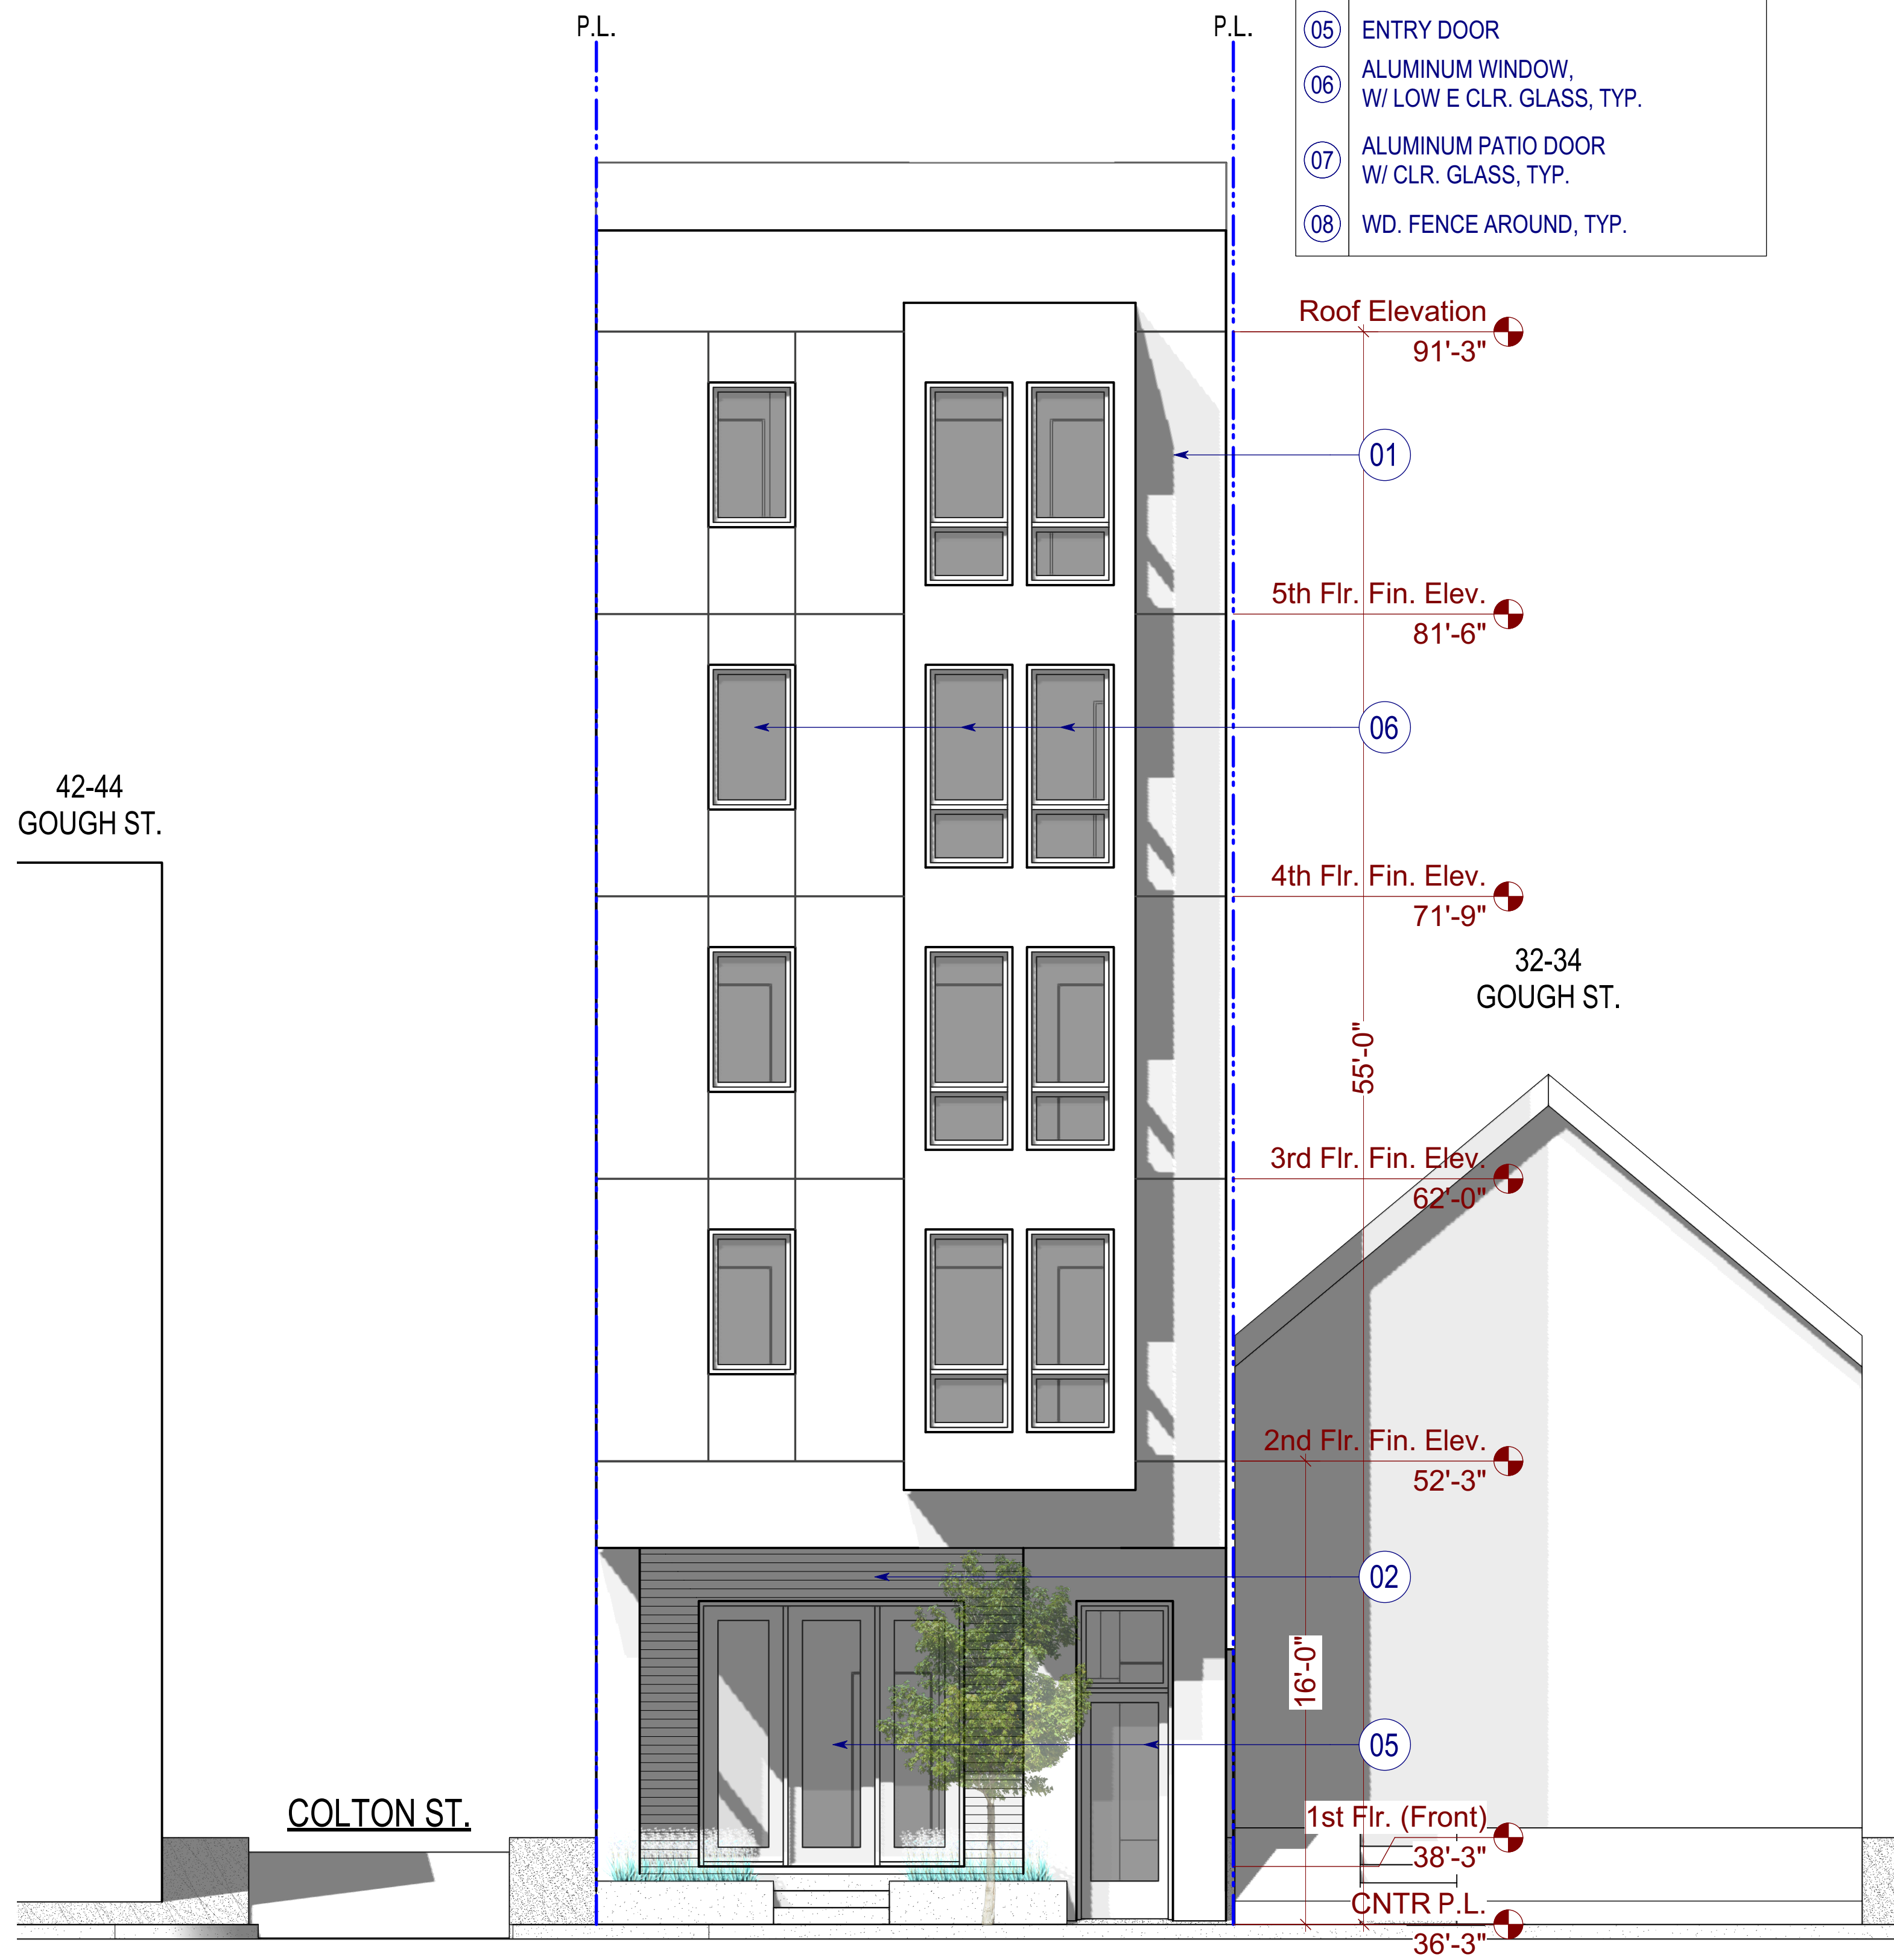 P.L.
P.L.
05 ENTRY DOOR
06 ALUMINUM WINDOW,
W/ LOW E CLR. GLASS, TYP.
07 ALUMINUM PATIO DOOR
W/ CLR. GLASS, TYP.
08 WD. FENCE AROUND, TYP.
Roof Elevation
91'-3"
01
5th Flr. Fin. Elev.
81'-6"
06
42-44
GOUGH ST.
4th Flr. Fin. Elev.
71'-9"
32-34
GOUGH ST.
55'-0"
3rd Flr. Fin. Elev.
62'-0"
2nd Flr. Fin. Elev.
52'-3"
02
16'-0"
05
COLTON ST.
1st Flr. (Front)
38'-3"
CNTR P.L.
36'-3"